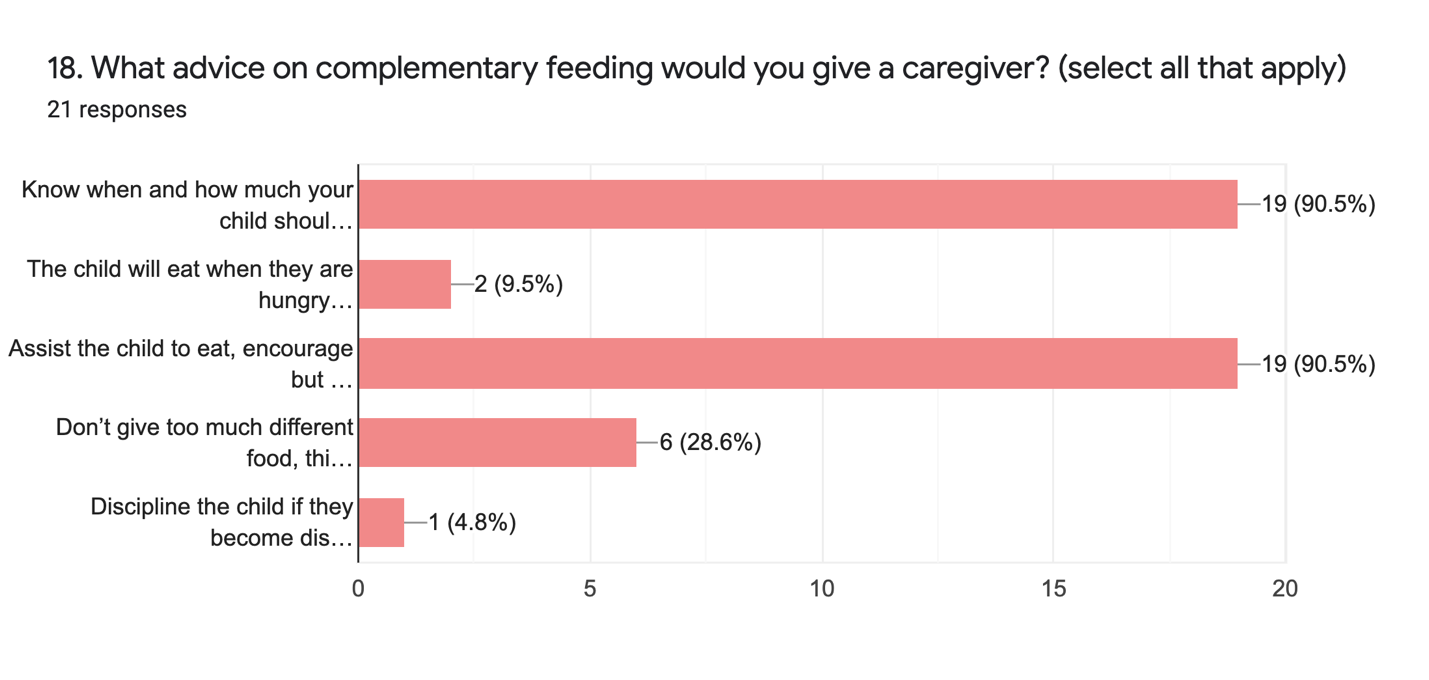 18. What advice on complementary feeding would you give a caregiver? (select all that apply)
21 responses
Know when and how much your
child shoul…
19 (90.5%)
The child will eat when they are
hungry…
2 (9.5%)
Assist the child to eat, encourage
but …
19 (90.5%)
Don’t give too much different
food, thi…
6 (28.6%)
Discipline the child if they
become dis…
1 (4.8%)
0 5 10 15 20